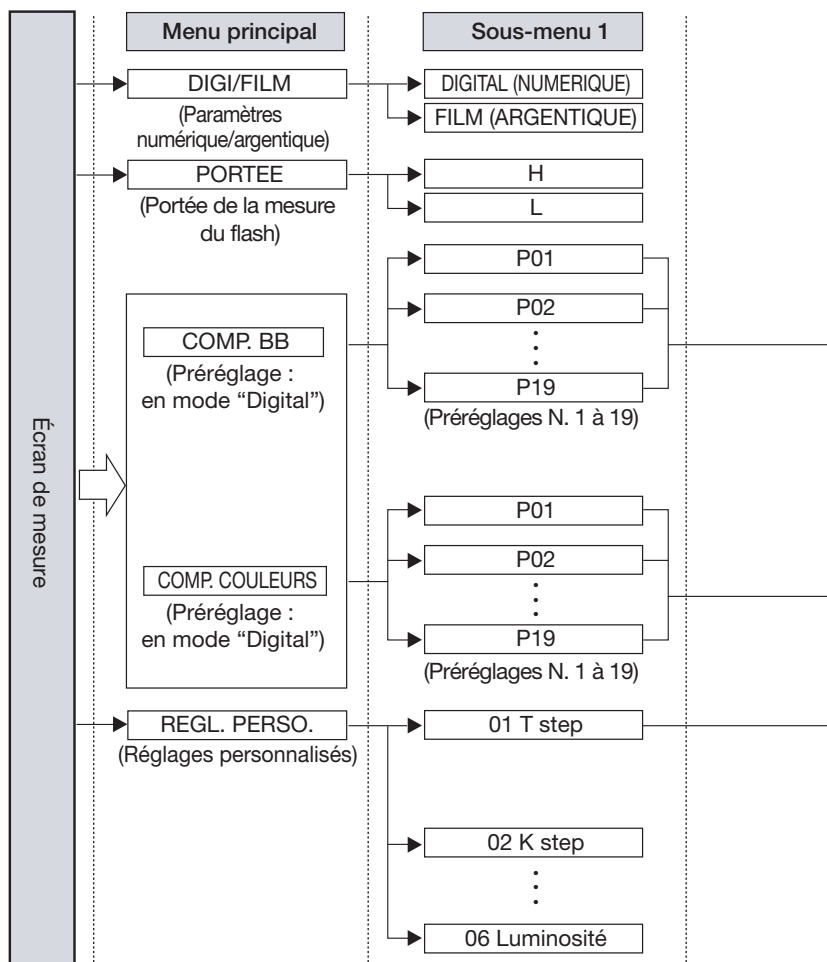 Menu principal
Sous-menu 1
Écran de mesure
DIGI/FILM
(Paramètres
numérique/argentique)
DIGITAL (NUMERIQUE)
FILM (ARGENTIQUE)
PORTEE
(Portée de la mesure
du flash)
H
L
COMP. BB
(Préréglage :
en mode “Digital”)
P01
P02
P19
(Préréglages N. 1 à 19)
COMP. COULEURS
(Préréglage :
en mode “Digital”)
P01
P02
P19
(Préréglages N. 1 à 19)
REGL. PERSO.
(Réglages personnalisés)
01 T step
02 K step
06 Luminosité